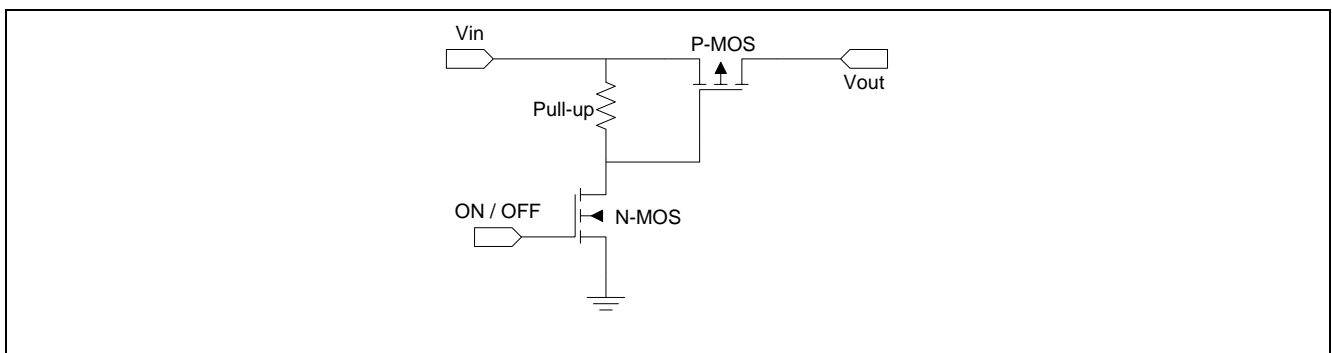 Vin
P-MOS
Vout
Pull-up
ON / OFF
N-MOS